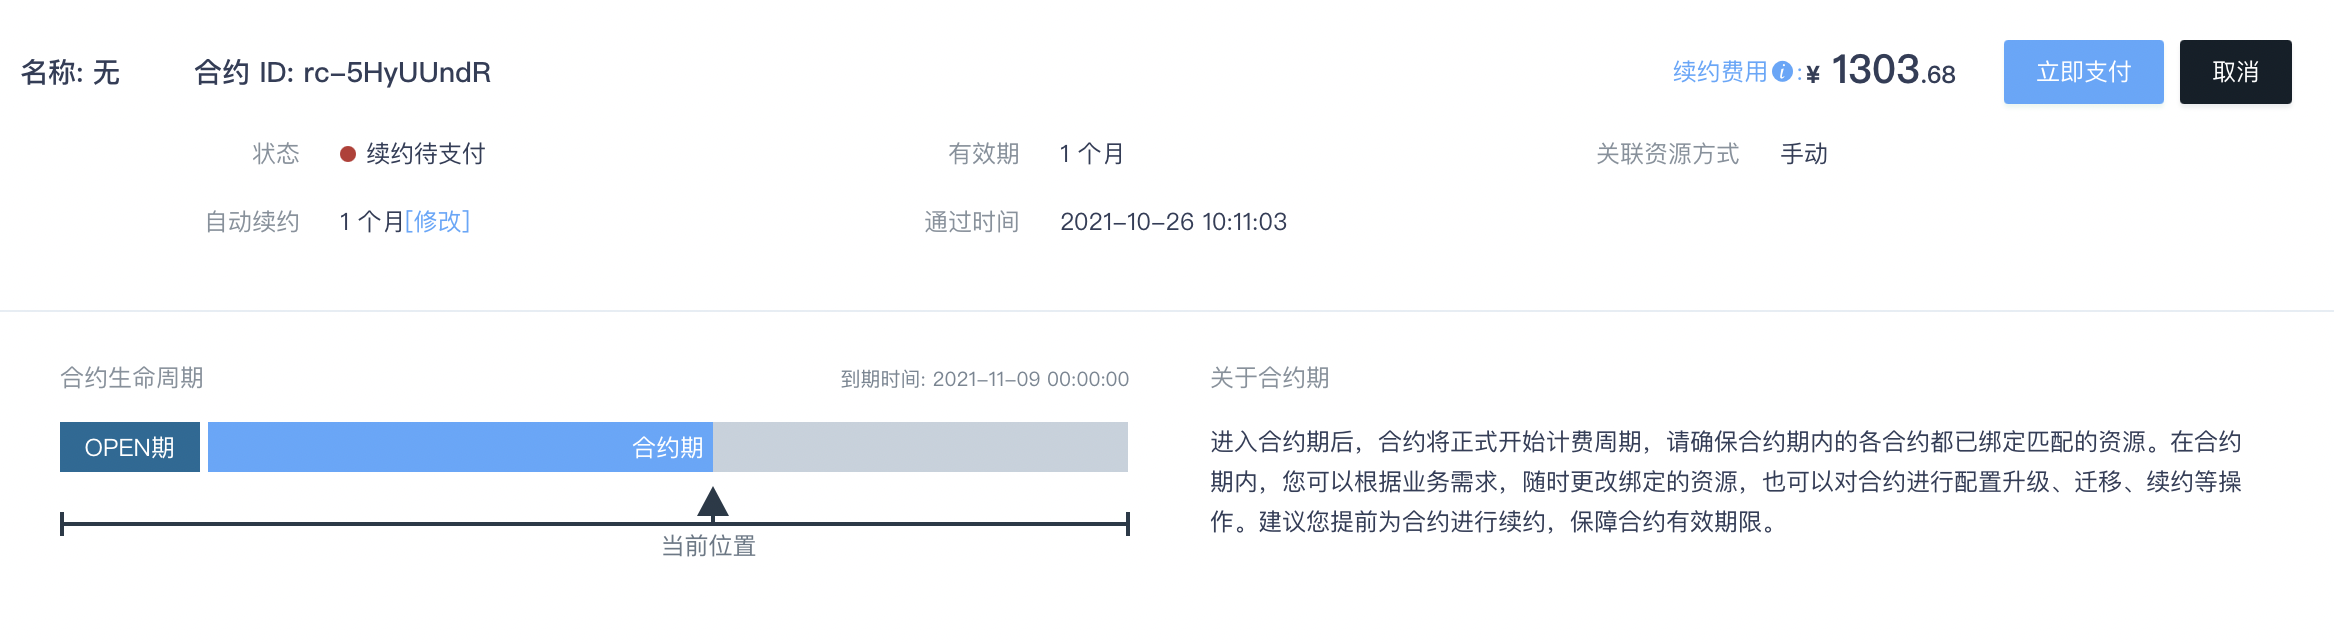 名称: 无 合约 ID: rc-5HyUUndR 续约费用 i : ¥ 1303.68 立即支付 取消
状态 续约待支付 有效期 1 个月 关联资源方式 手动
自动续约 1 个月[修改] 通过时间 2021-10-26 10:11:03
合约生命周期 到期时间: 2021-11-09 00:00:00
OPEN期 合约期
当前位置
关于合约期
进入合约期后，合约将正式开始计费周期，请确保合约期内的各合约都已绑定匹配的资源。在合约
期内，您可以根据业务需求，随时更改绑定的资源，也可以对合约进行配置升级、迁移、续约等操
作。建议您提前为合约进行续约，保障合约有效期限。